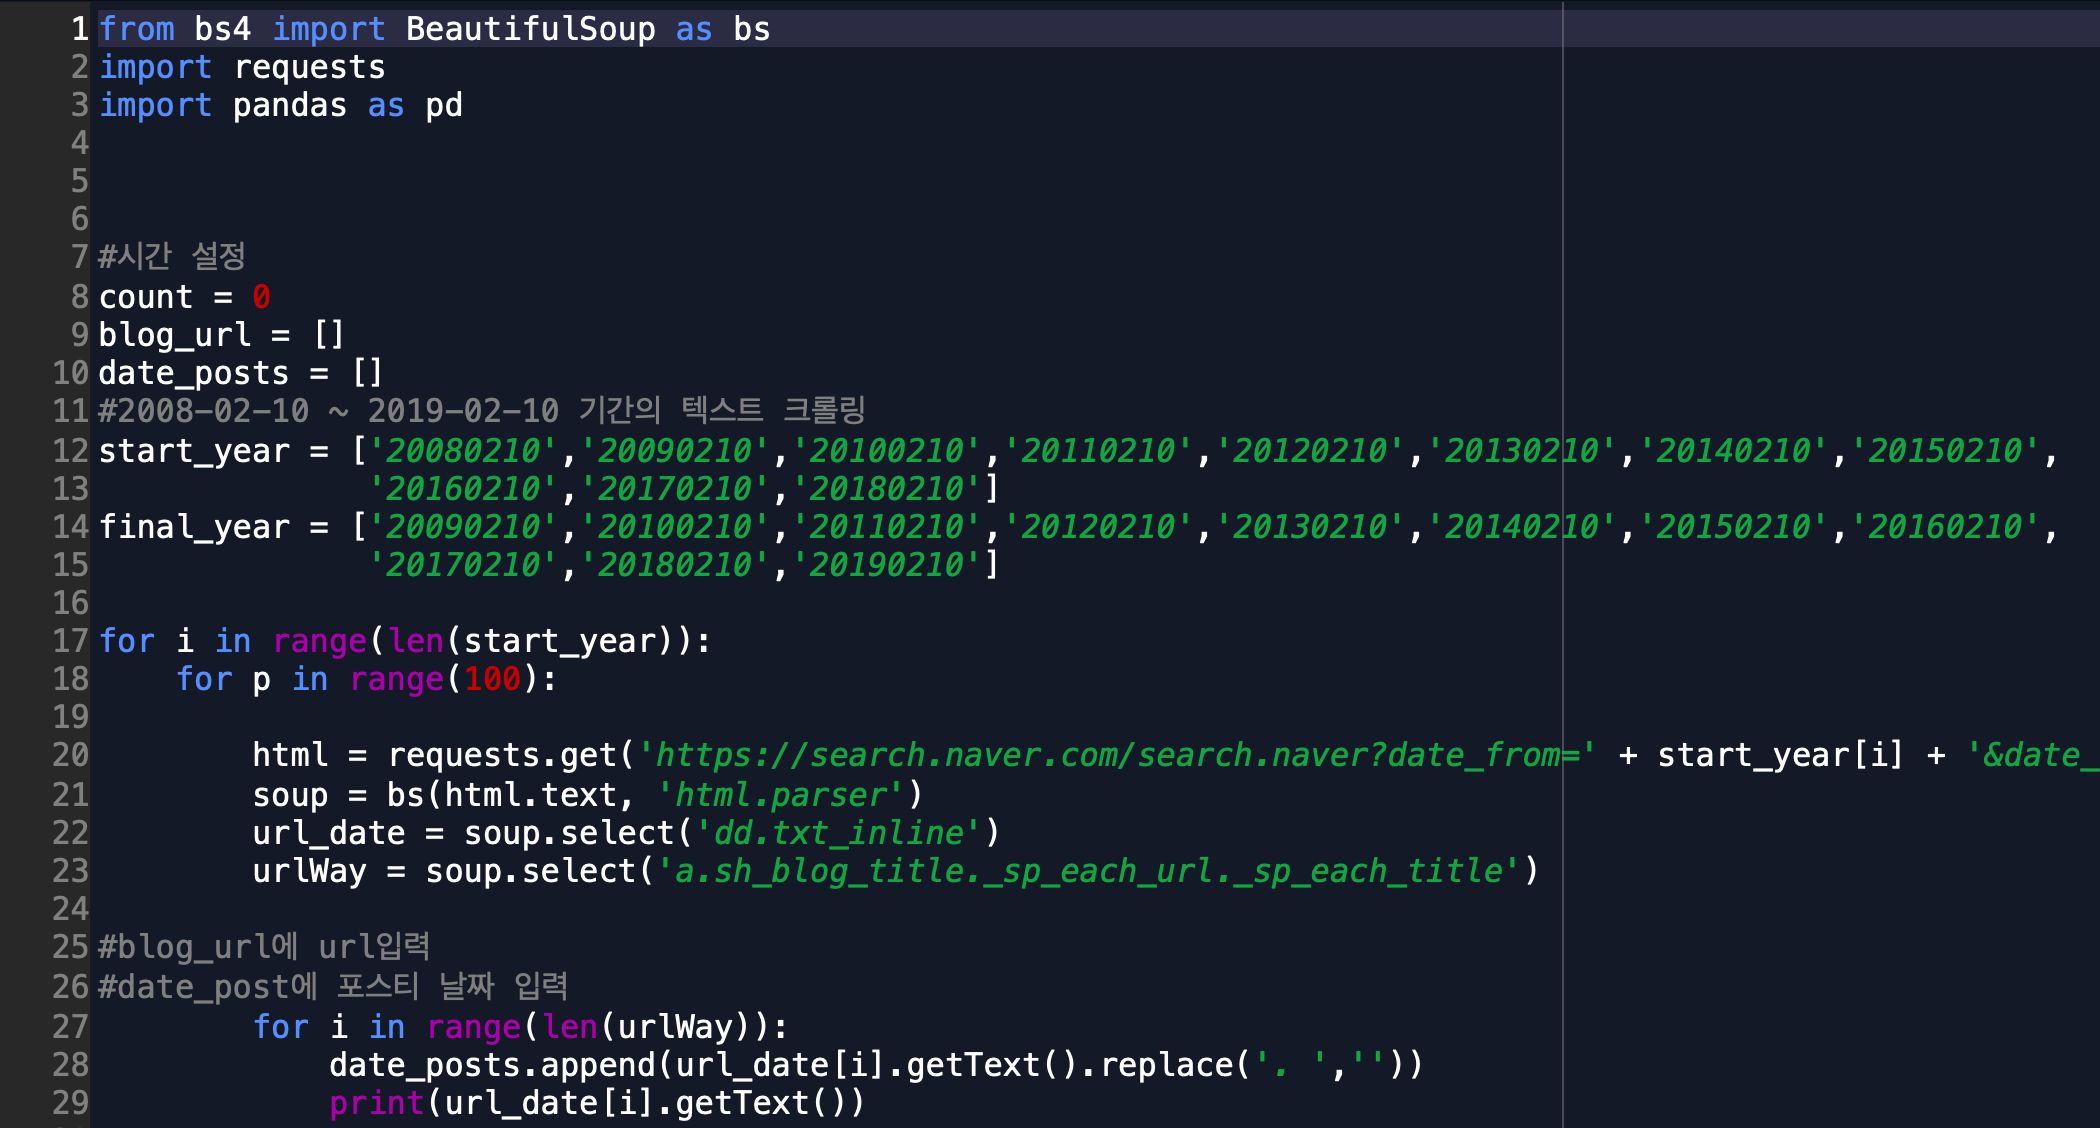 1 from bs4 import BeautifulSoup as bs
2 import requests
3 import pandas as pd
4
5
6
7 #시간 설정
8 count = 0
9 blog_url = []
10 date_posts = []
11 #2008-02-10 ~ 2019-02-10 기간의 텍스트 크롤링
12 start_year = ['20080210','20090210','20100210','20110210','20120210','20130210','20140210','20150210',
13               '20160210','20170210','20180210']
14 final_year = ['20090210','20100210','20110210','20120210','20130210','20140210','20150210','20160210',
15               '20170210','20180210','20190210']
16
17 for i in range(len(start_year)):
18     for p in range(100):
19
20         html = requests.get('https://search.naver.com/search.naver?date_from=' + start_year[i] + '&date_
21         soup = bs(html.text, 'html.parser')
22         url_date = soup.select('dd.txt_inline')
23         urlWay = soup.select('a.sh_blog_title._sp_each_url._sp_each_title')
24
25 #blog_url에 url입력
26 #date_post에 포스티 날짜 입력
27         for i in range(len(urlWay)):
28             date_posts.append(url_date[i].getText().replace('. ',''))
29             print(url_date[i].getText())